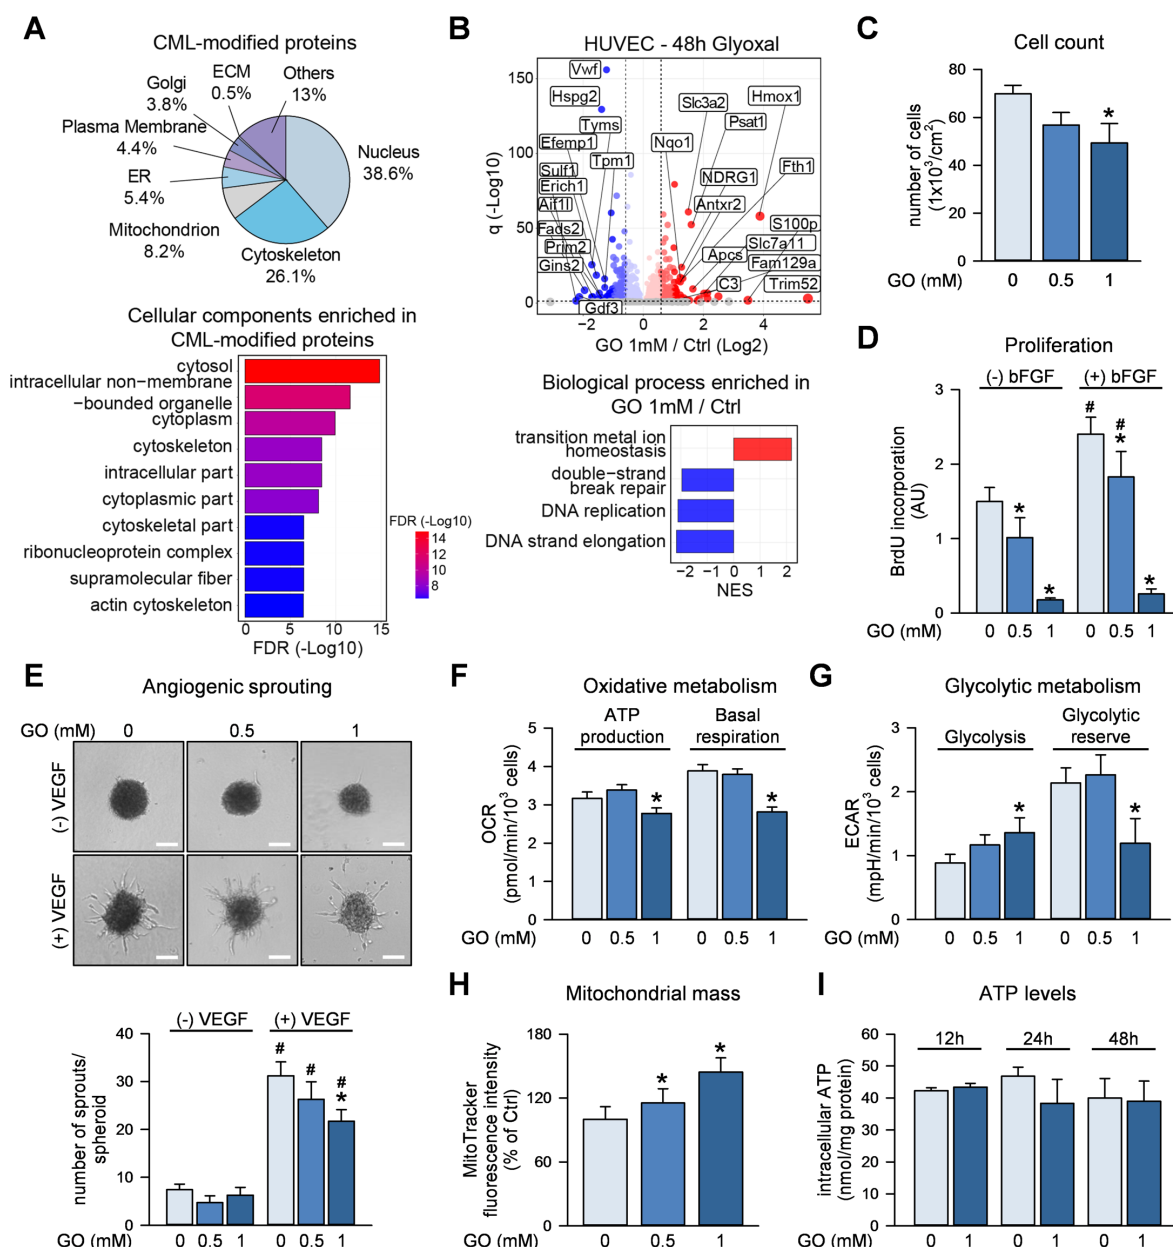 A
CML-modified proteins
ECM
0.5%
Others
13%
Golgi
3.8%
Plasma Membrane
4.4%
Nucleus
38.6%
ER
5.4%
Mitochondrion
8.2%
Cytoskeleton
26.1%
Cellular components enriched in
CML-modified proteins
cytosol
intracellular non−membrane
−bounded organelle
cytoplasm
cytoskeleton
intracellular part
cytoplasmic part
cytoskeletal part
ribonucleoprotein complex
supramolecular fiber
actin cytoskeleton
0 5 10 15
FDR (-Log10)
FDR (-Log10)
14
12
10
8
B
HUVEC - 48h Glyoxal
q (-Log10)
150
100
50
0
Vwf
Hspg2
Tyms
Efemp1
Tpm1
Sulf1
Erich1
Aif1l
Fads2
Prim2
Gins2
Gdf3
Slc3a2
Hmox1
Psat1
Nqo1
Fth1
NDRG1
Antxr2
S100p
Slc7a11
Apcs
Fam129a
C3
Trim52
−2 0 2 4
GO 1mM / Ctrl (Log2)
Biological process enriched in
GO 1mM / Ctrl
transition metal ion
homeostasis
double−strand
break repair
DNA replication
DNA strand elongation
−2 −1 0 1 2
NES
C
Cell count
number of cells
(1x10³/cm²)
80
60
40
20
0
*
0 0.5 1
GO (mM)
D
Proliferation
(-) bFGF (+) bFGF
BrdU incorporation
(AU)
3
2
1
0
* * # # * *
GO (mM) 0 0.5 1 0 0.5 1
E
Angiogenic sprouting
GO (mM) 0 0.5 1
(-) VEGF
(+) VEGF
(-) VEGF (+) VEGF
number of sprouts/
spheroid
40
30
20
10
0
# # # *
GO (mM) 0 0.5 1 0 0.5 1
F
Oxidative metabolism
ATP
production
Basal
respiration
OCR
(pmol/min/10³ cells)
5
4
3
2
1
0
* *
GO (mM) 0 0.5 1 0 0.5 1
G
Glycolytic metabolism
Glycolysis
Glycolytic
reserve
ECAR
(mpH/min/10³ cells)
3
2
1
0
* *
GO (mM) 0 0.5 1 0 0.5 1
H
Mitochondrial mass
MitoTracker
fluorescence intensity
(% of Ctrl)
180
120
60
0
* *
GO (mM) 0 0.5 1
I
ATP levels
12h 24h 48h
intracellular ATP
(nmol/mg protein)
60
50
40
30
20
10
0
GO (mM) 0 1 0 1 0 1